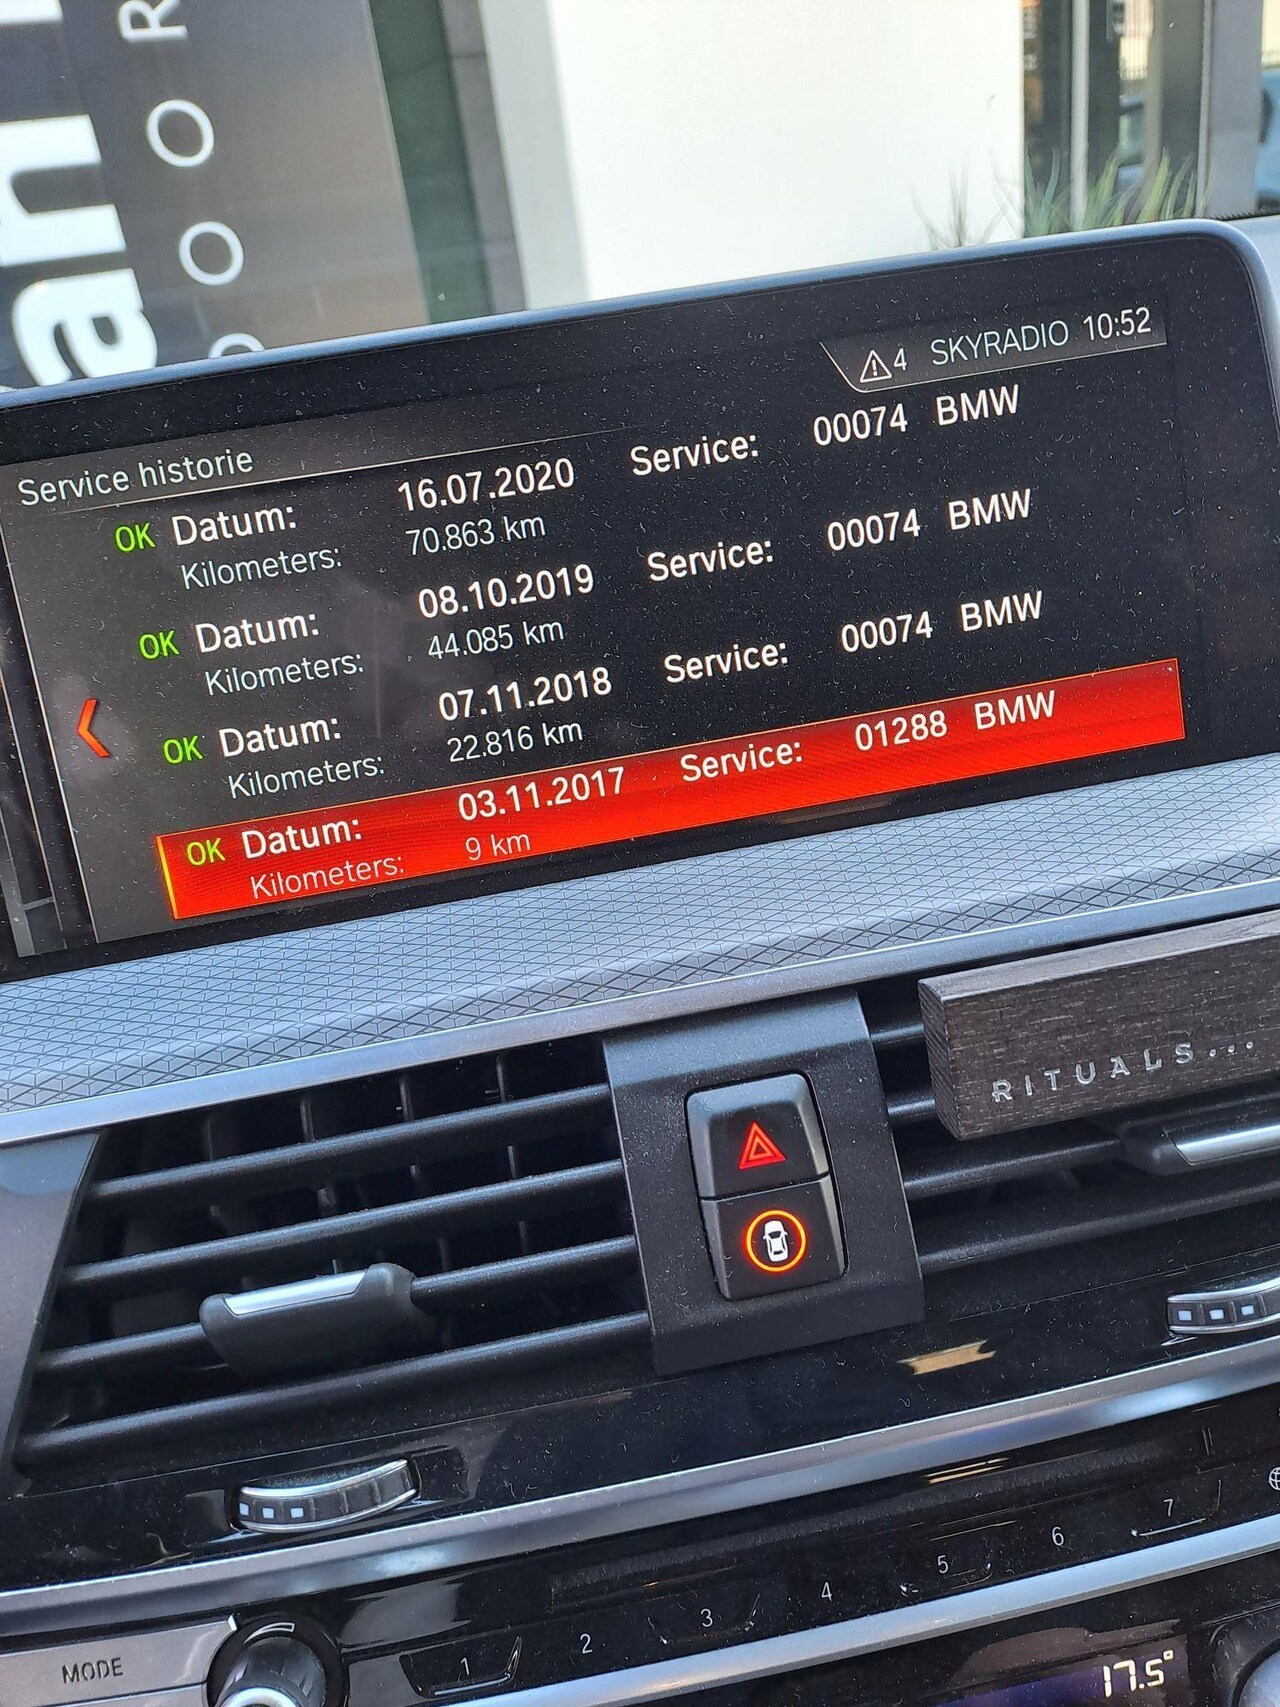 4 SKYRADIO 10:52
Service historie
OK Datum: 16.07.2020 Service: 00074 BMW
Kilometers: 70.863 km
OK Datum: 08.10.2019 Service: 00074 BMW
Kilometers: 44.085 km
OK Datum: 07.11.2018 Service: 00074 BMW
Kilometers: 22.816 km
OK Datum: 03.11.2017 Service: 01288 BMW
Kilometers: 9 km
RITUALS...
MODE
1 2 3 4 5 6 7
17.5°